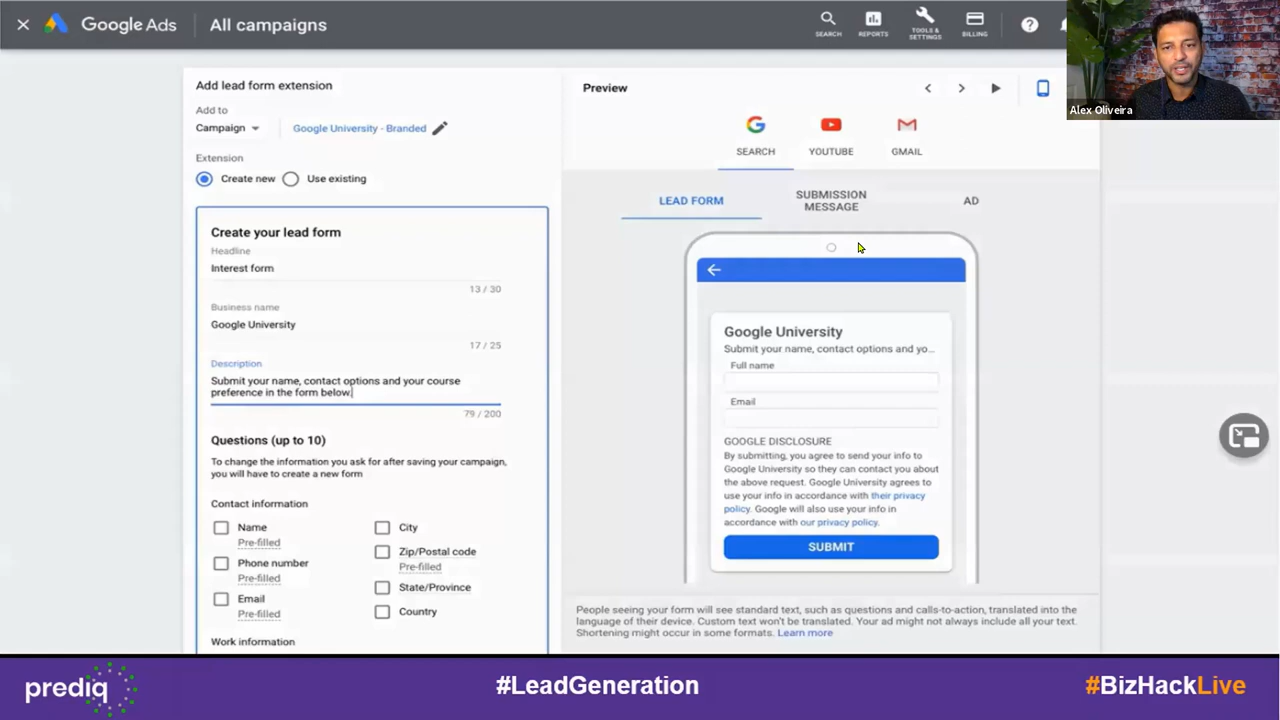 Google Ads
All campaigns
SEARCH
REPORTS
TOOLS &
SETTINGS
BILLING
Alex Oliveira
Add lead form extension
Add to
Campaign
Google University - Branded
Extension
Create new
Use existing
Create your lead form
Headline
Interest form
13 / 30
Business name
Google University
17 / 25
Description
Submit your name, contact options and your course
preference in the form below.
79 / 200
Questions (up to 10)
To change the information you ask for after saving your campaign,
you will have to create a new form
Contact information
Name
Pre-filled
Phone number
Pre-filled
Email
Pre-filled
City
Zip/Postal code
Pre-filled
State/Province
Country
Work information
Preview
SEARCH
YOUTUBE
GMAIL
LEAD FORM
SUBMISSION
MESSAGE
AD
Google University
Submit your name, contact options and yo...
Full name
Email
GOOGLE DISCLOSURE
By submitting, you agree to send your info to
Google University so they can contact you about
the above request. Google University agrees to
use your info in accordance with their privacy
policy. Google will also use your info in
accordance with our privacy policy.
SUBMIT
People seeing your form will see standard text, such as questions and calls-to-action, translated into the
language of their device. Custom text won't be translated. Your ad might not always include all your text.
Shortening might occur in some formats. Learn more
prediq
#LeadGeneration
#BizHackLive